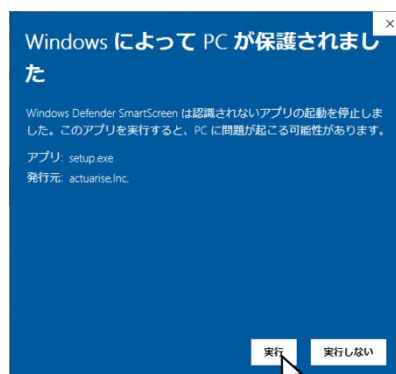 Windows によって PC が保護されまし
た
Windows Defender SmartScreen は認識されないアプリの起動を停止しま
した。このアプリを実行すると、PC に問題が起こる可能性があります。
アプリ: setup.exe
発行元: actuarise,Inc.
実行
実行しない